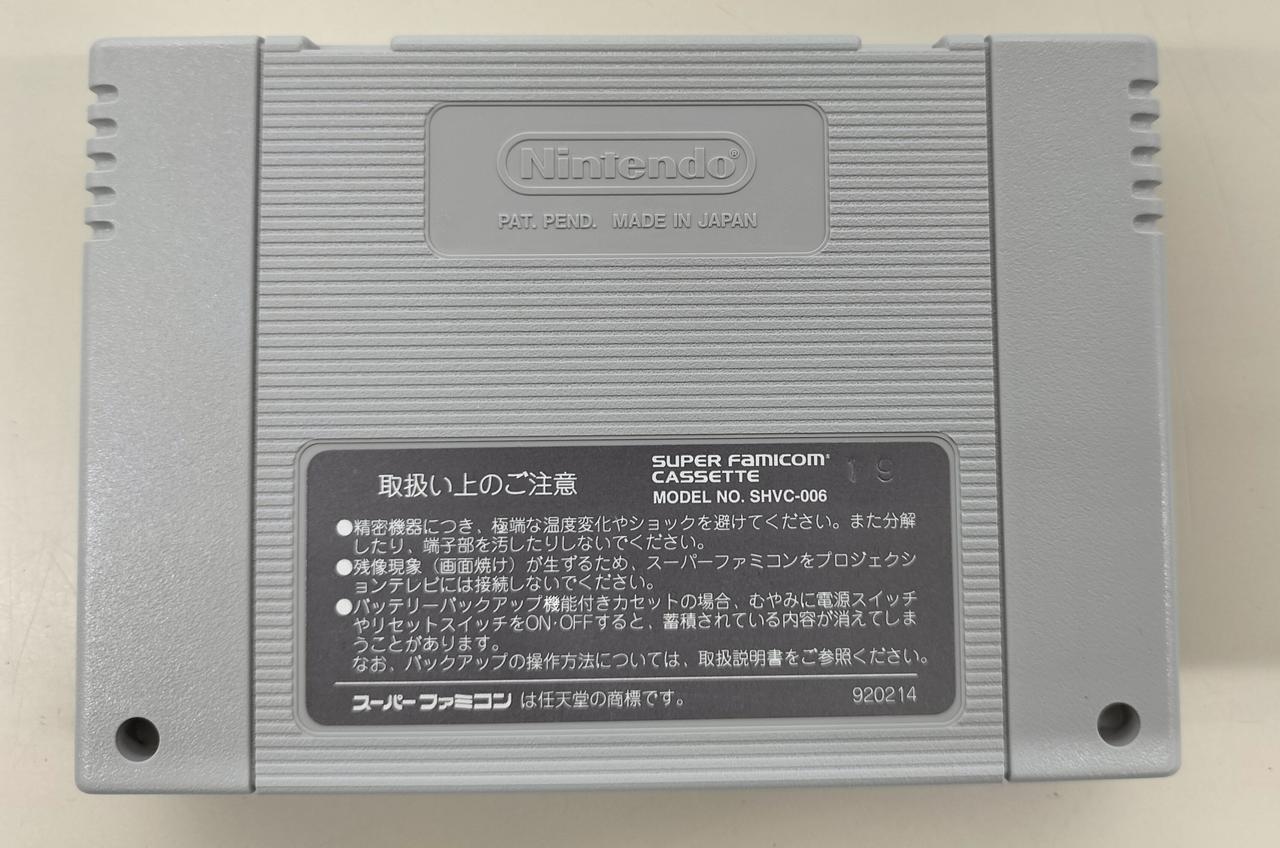 Nintendo®
PAT. PEND. MADE IN JAPAN
取扱い上のご注意
SUPER FAMICOM
CASSETTE
MODEL NO. SHVC-006
19
●精密機器につき、極端な温度変化やショックを避けてください。また分解
したり、端子部を汚したりしないでください。
●残像現象（画面焼け）が生ずるため、スーパーファミコンをプロジェクシ
ョンテレビには接続しないでください。
●バッテリーバックアップ機能付きカセットの場合、むやみに電源スイッチ
やリセットスイッチをON·OFFすると、蓄積されている内容が消えてしま
うことがあります。
なお、バックアップの操作方法については、取扱説明書をご参照ください。
スーパーファミコン は任天堂の商標です。
920214